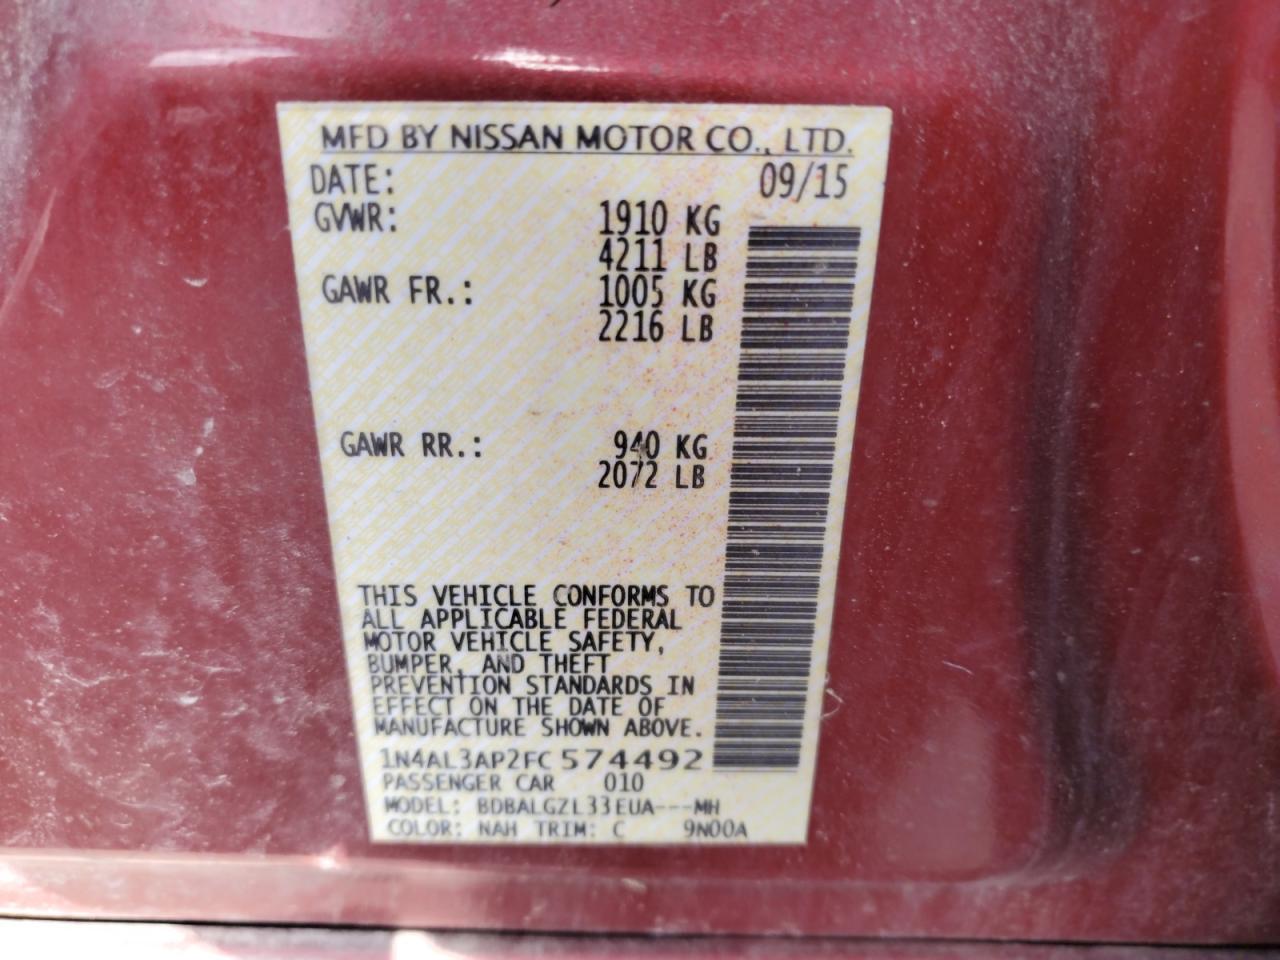 MFD BY NISSAN MOTOR CO., LTD.
DATE: 09/15
GVWR: 1910 KG
4211 LB
GAWR FR.: 1005 KG
2216 LB
GAWR RR.: 940 KG
2072 LB
THIS VEHICLE CONFORMS TO
ALL APPLICABLE FEDERAL
MOTOR VEHICLE SAFETY,
BUMPER, AND THEFT
PREVENTION STANDARDS IN
EFFECT ON THE DATE OF
MANUFACTURE SHOWN ABOVE.
1N4AL3AP2FC574492
PASSENGER CAR 010
MODEL: BDBALGZL33EUA---MH
COLOR: NAH TRIM: C 9N00A